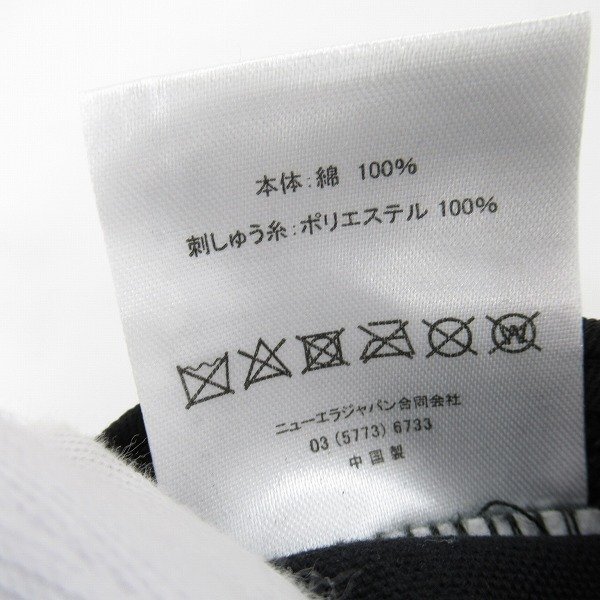 本体:綿 100%
刺しゅう糸:ポリエステル 100%
W
ニューエラジャパン合同会社
03 (5773) 6733
中国製